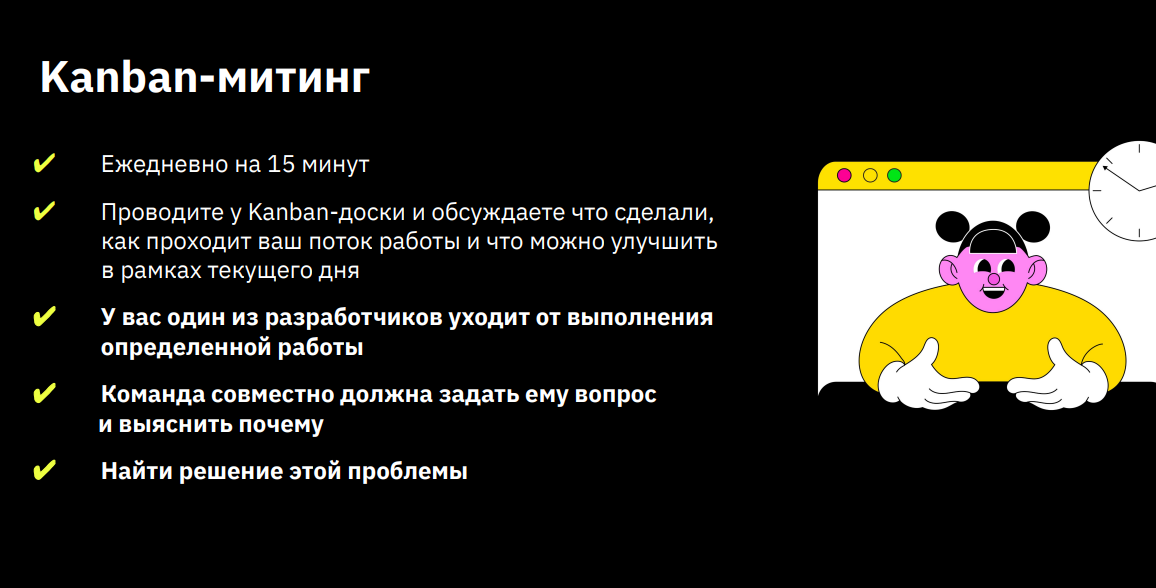 Kanban-митинг
✔ Ежедневно на 15 минут
✔ Проводите у Kanban-доски и обсуждаете что сделали,
как проходит ваш поток работы и что можно улучшить
в рамках текущего дня
✔ У вас один из разработчиков уходит от выполнения
определенной работы
✔ Команда совместно должна задать ему вопрос
и выяснить почему
✔ Найти решение этой проблемы